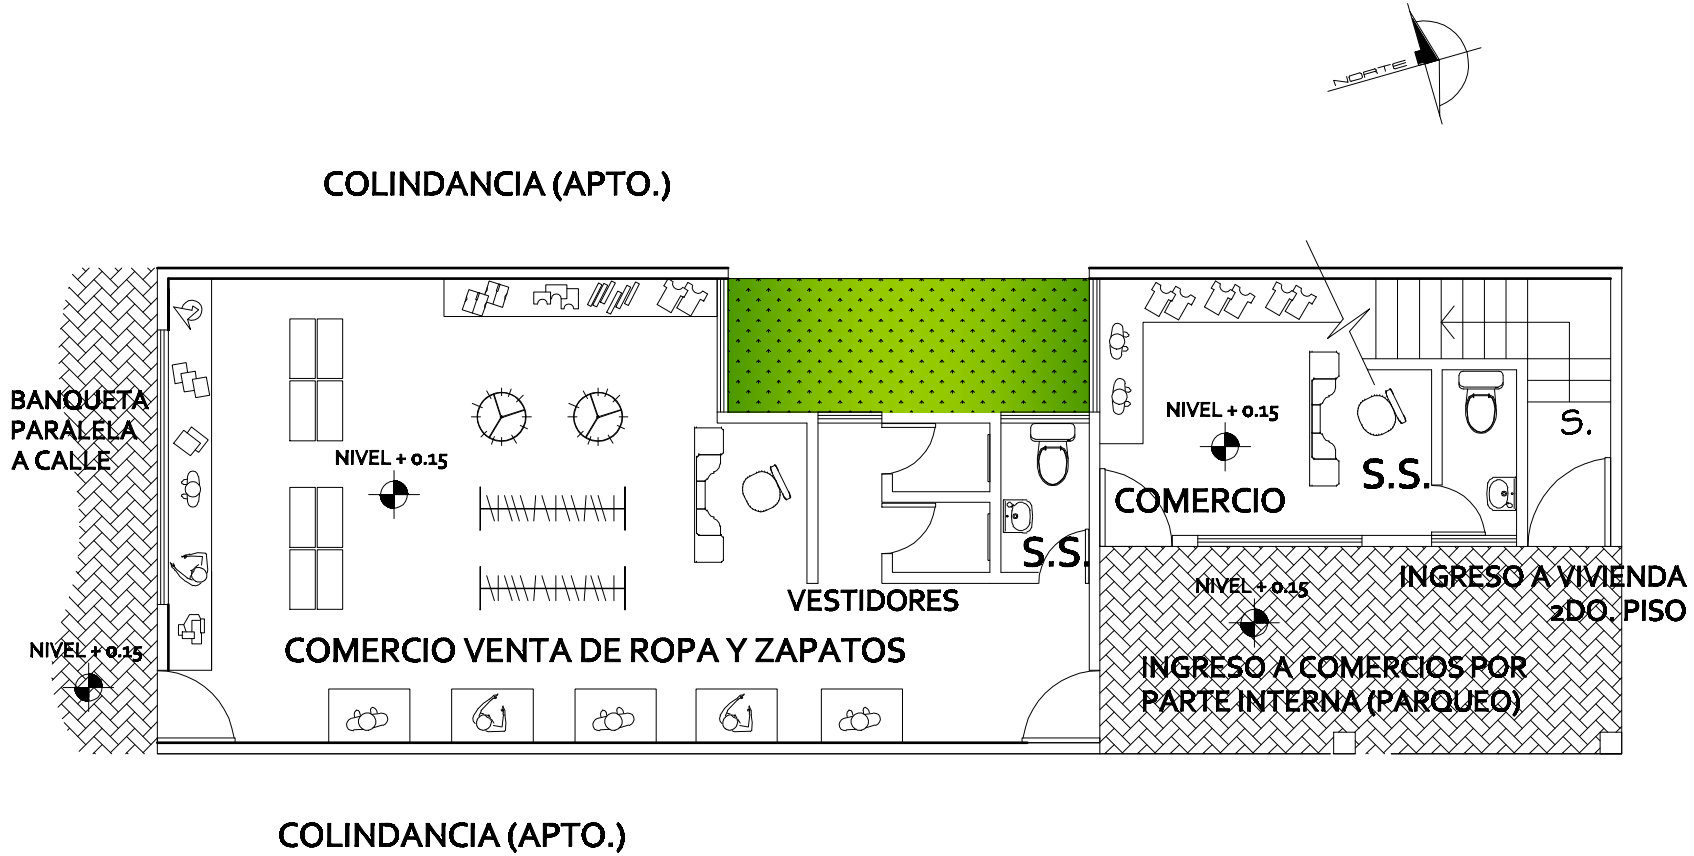 NORTE
COLINDANCIA (APTO.)
BANQUETA
PARALELA
A CALLE
NIVEL + 0.15
NIVEL + 0.15
S.
NIVEL + 0.15
S.S.
COMERCIO
S.S.
VESTIDORES
INGRESO A VIVIENDA
2DO. PISO
NIVEL + 0.15
COMERCIO VENTA DE ROPA Y ZAPATOS
NIVEL + 0.15
INGRESO A COMERCIOS POR
PARTE INTERNA (PARQUEO)
COLINDANCIA (APTO.)